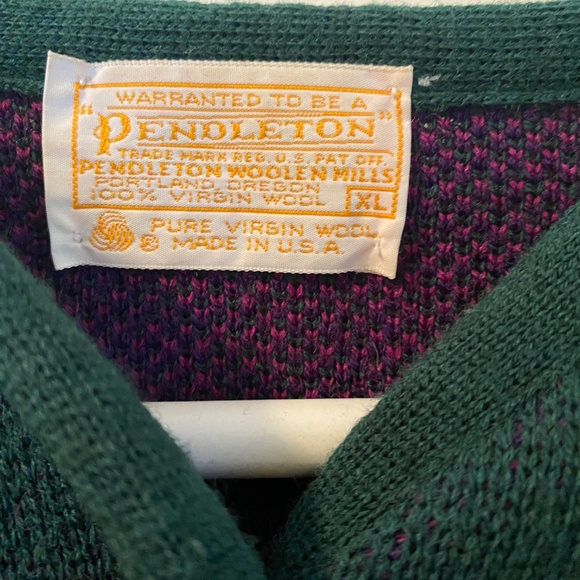 WARRANTED TO BE A
"PENDLETON"
TRADE MARK REG. U.S. PAT. OFF.
PENDLETON WOOLEN MILLS
PORTLAND, OREGON
100% VIRGIN WOOL XL
PURE VIRGIN WOOL
® MADE IN U.S.A.